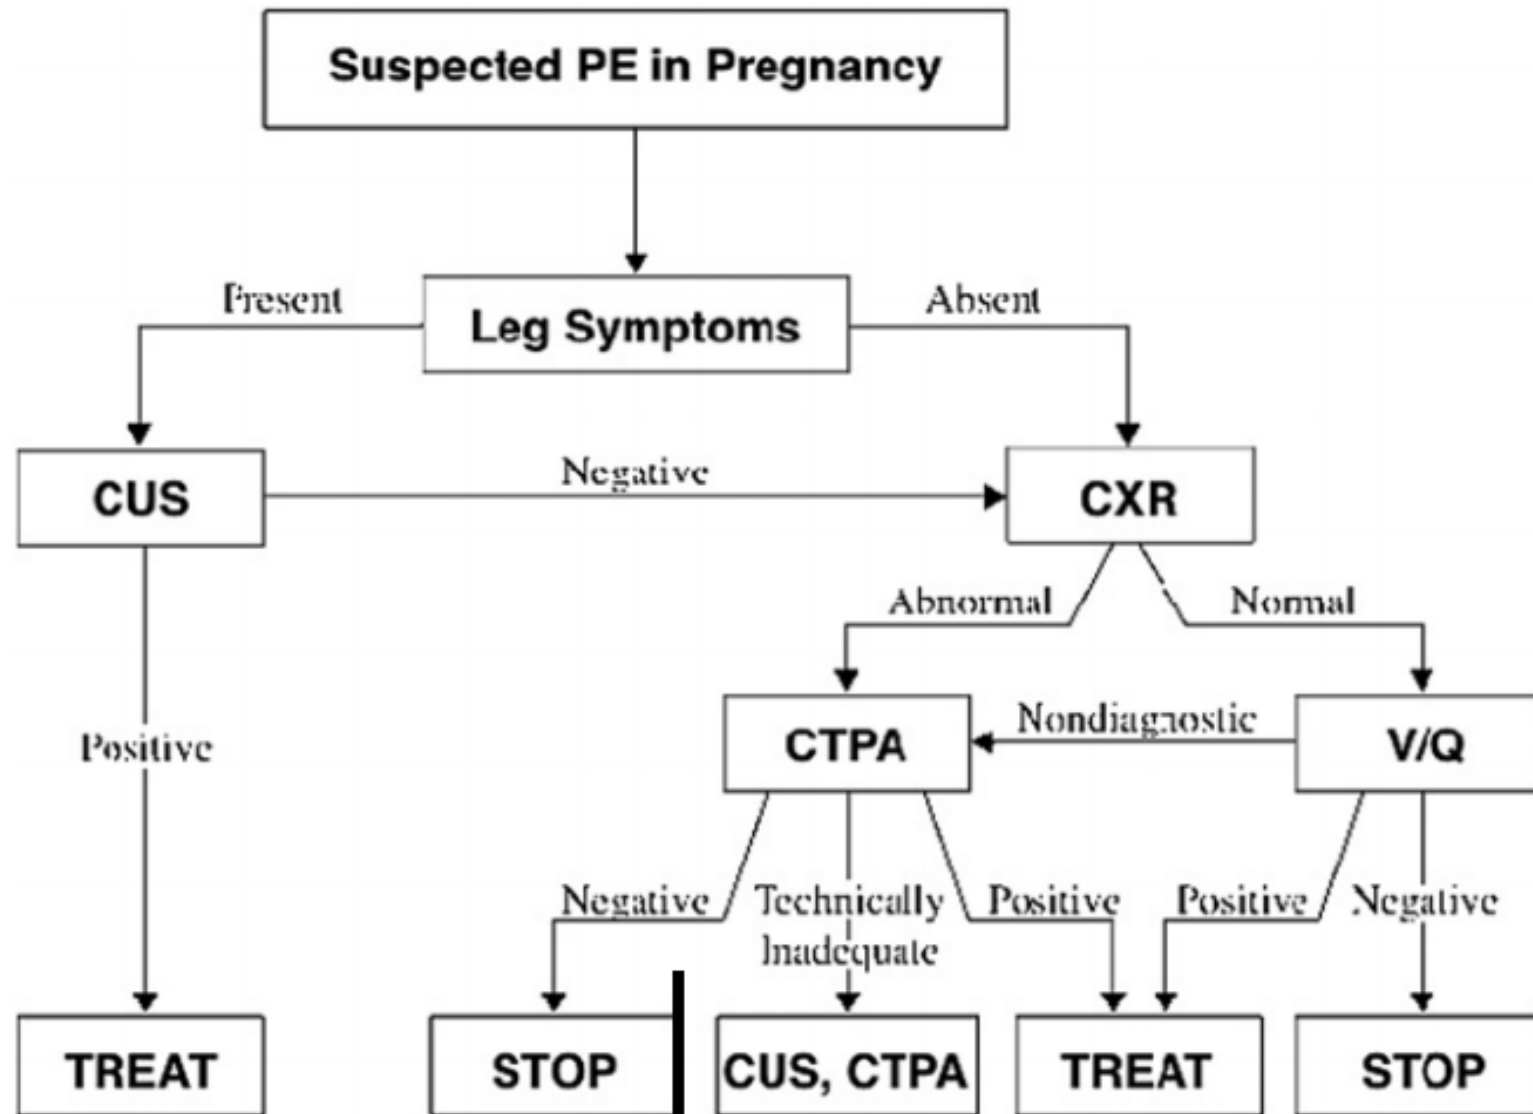 Suspected PE in Pregnancy
Present
Leg Symptoms
Absent
CUS
Negative
CXR
Abnormal
Normal
Positive
CTPA
Nondiagnostic
V/Q
Negative
Technically
Inadequate
Positive
Positive
Negative
TREAT
STOP
CUS, CTPA
TREAT
STOP